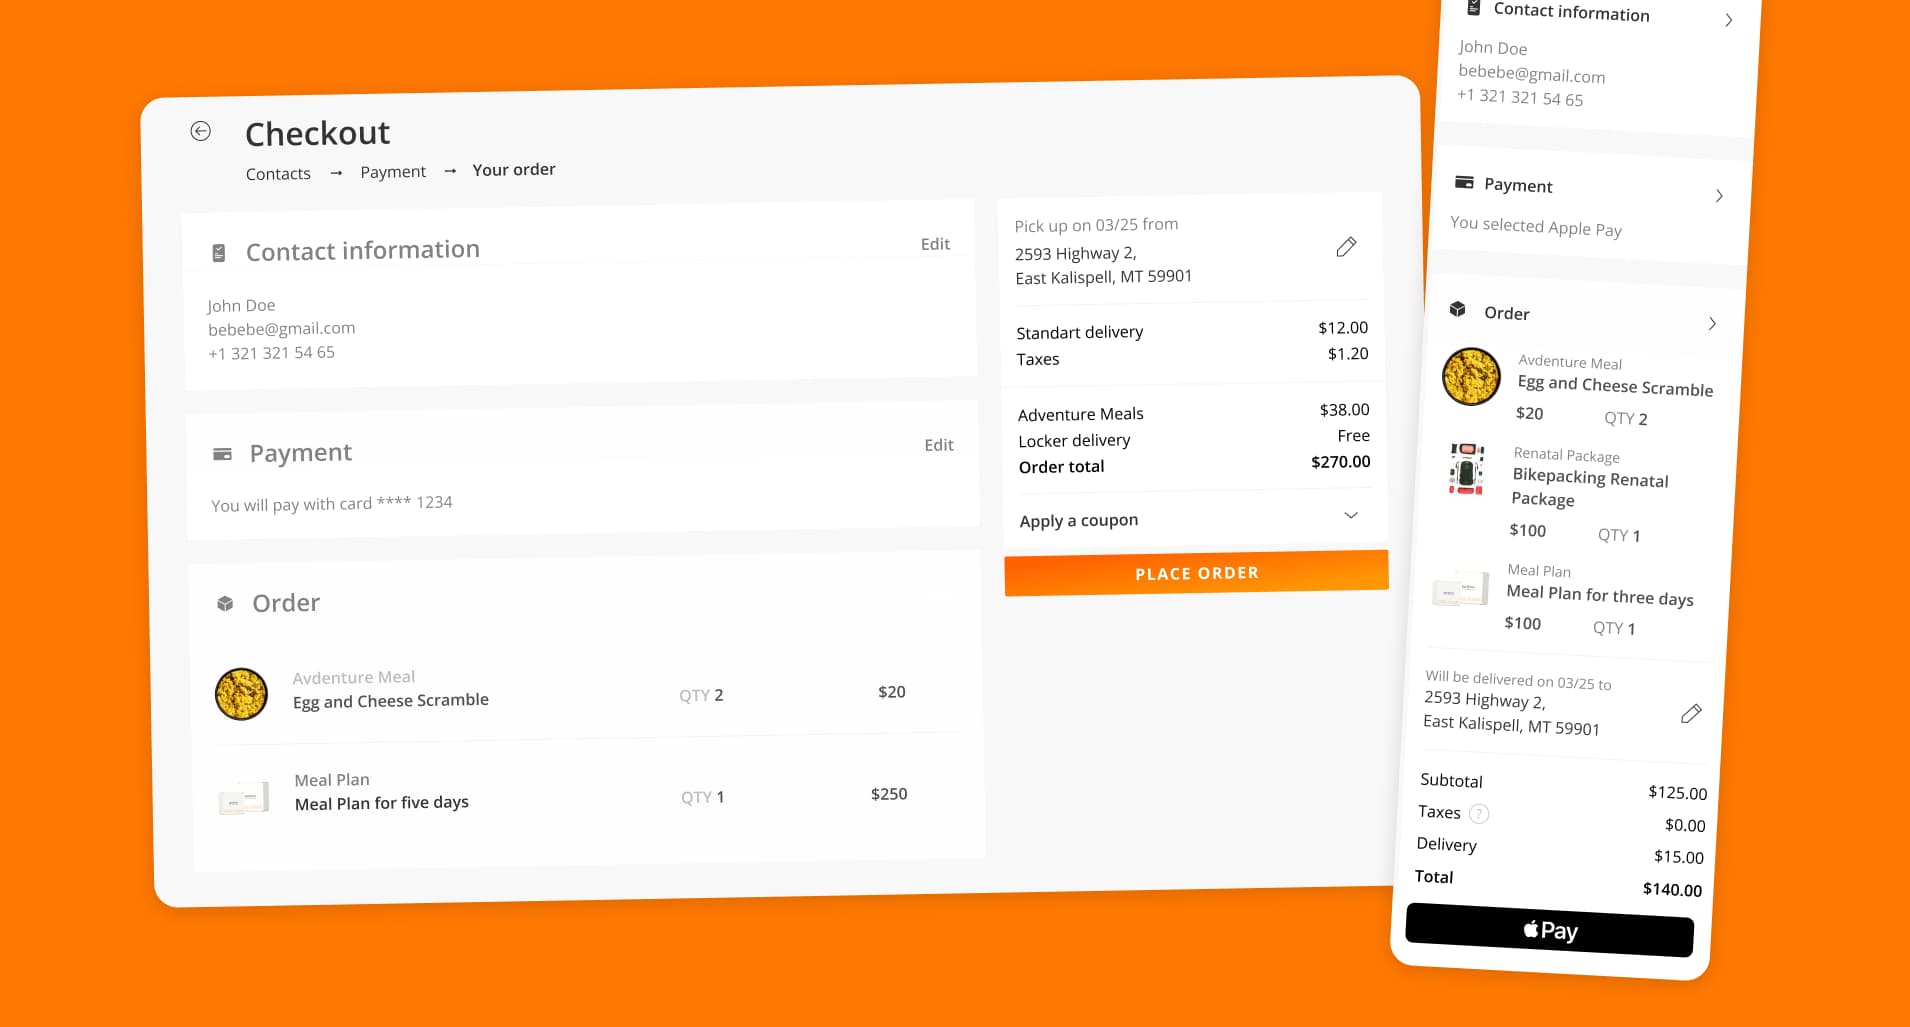 Checkout
Contacts → Payment → Your order
Contact information
Edit
John Doe
bebebe@gmail.com
+1 321 321 54 65
Payment
Edit
You will pay with card **** 1234
Order
Avdenture Meal
Egg and Cheese Scramble
QTY 2
$20
Meal Plan
Meal Plan for five days
QTY 1
$250
Pick up on 03/25 from
2593 Highway 2,
East Kalispell, MT 59901
Standart delivery $12.00
Taxes $1.20
Adventure Meals $38.00
Locker delivery Free
Order total $270.00
Apply a coupon
PLACE ORDER
Contact information
John Doe
bebebe@gmail.com
+1 321 321 54 65
Payment
You selected Apple Pay
Order
Avdenture Meal
Egg and Cheese Scramble
$20 QTY 2
Renatal Package
Bikepacking Renatal
Package
$100 QTY 1
Meal Plan
Meal Plan for three days
$100 QTY 1
Will be delivered on 03/25 to
2593 Highway 2,
East Kalispell, MT 59901
Subtotal $125.00
Taxes ? $0.00
Delivery $15.00
Total $140.00
Pay